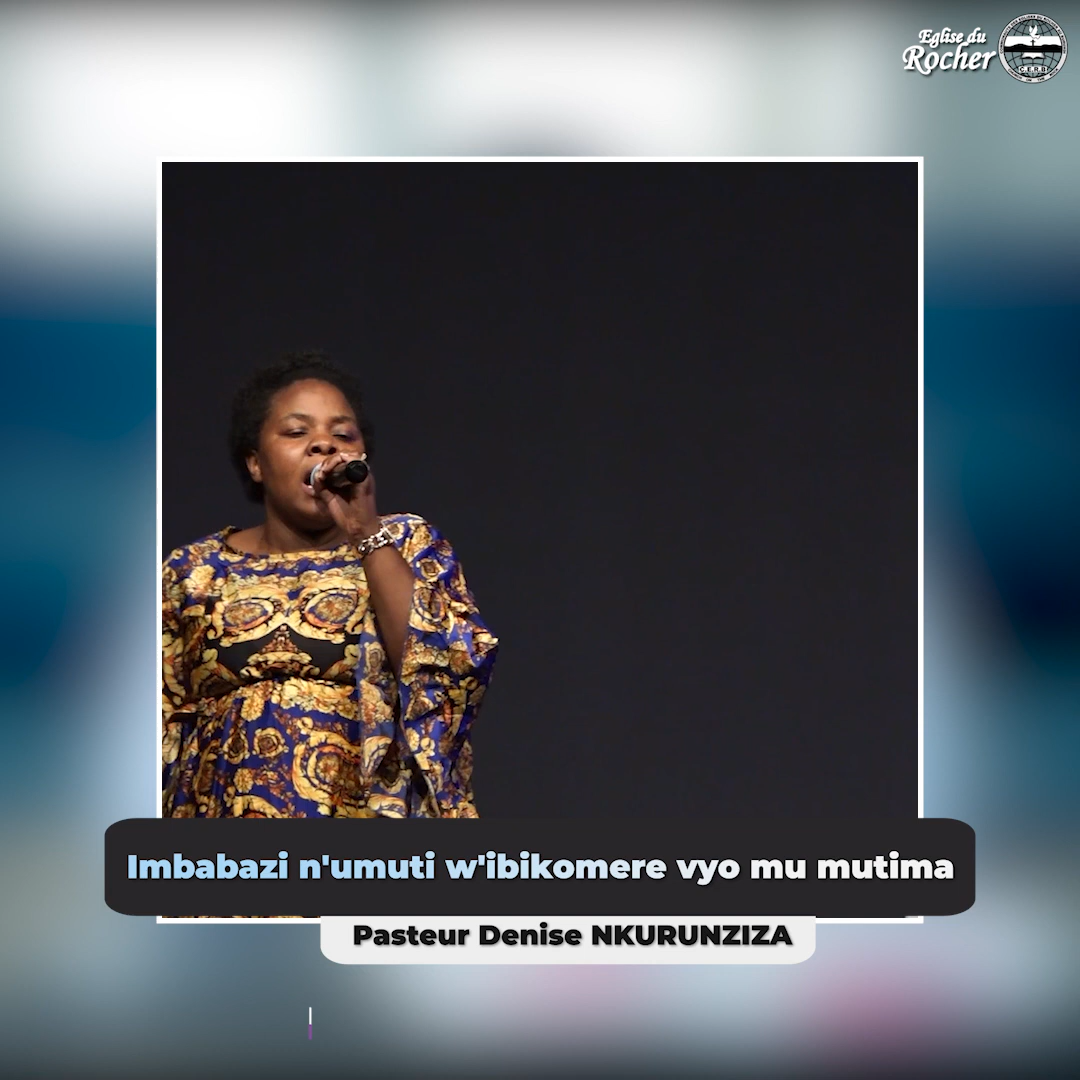 Eglise du
Rocher
C.E.R.B
Imbabazi n'umuti w'ibikomere vyo mu mutima
Pasteur Denise NKURUNZIZA